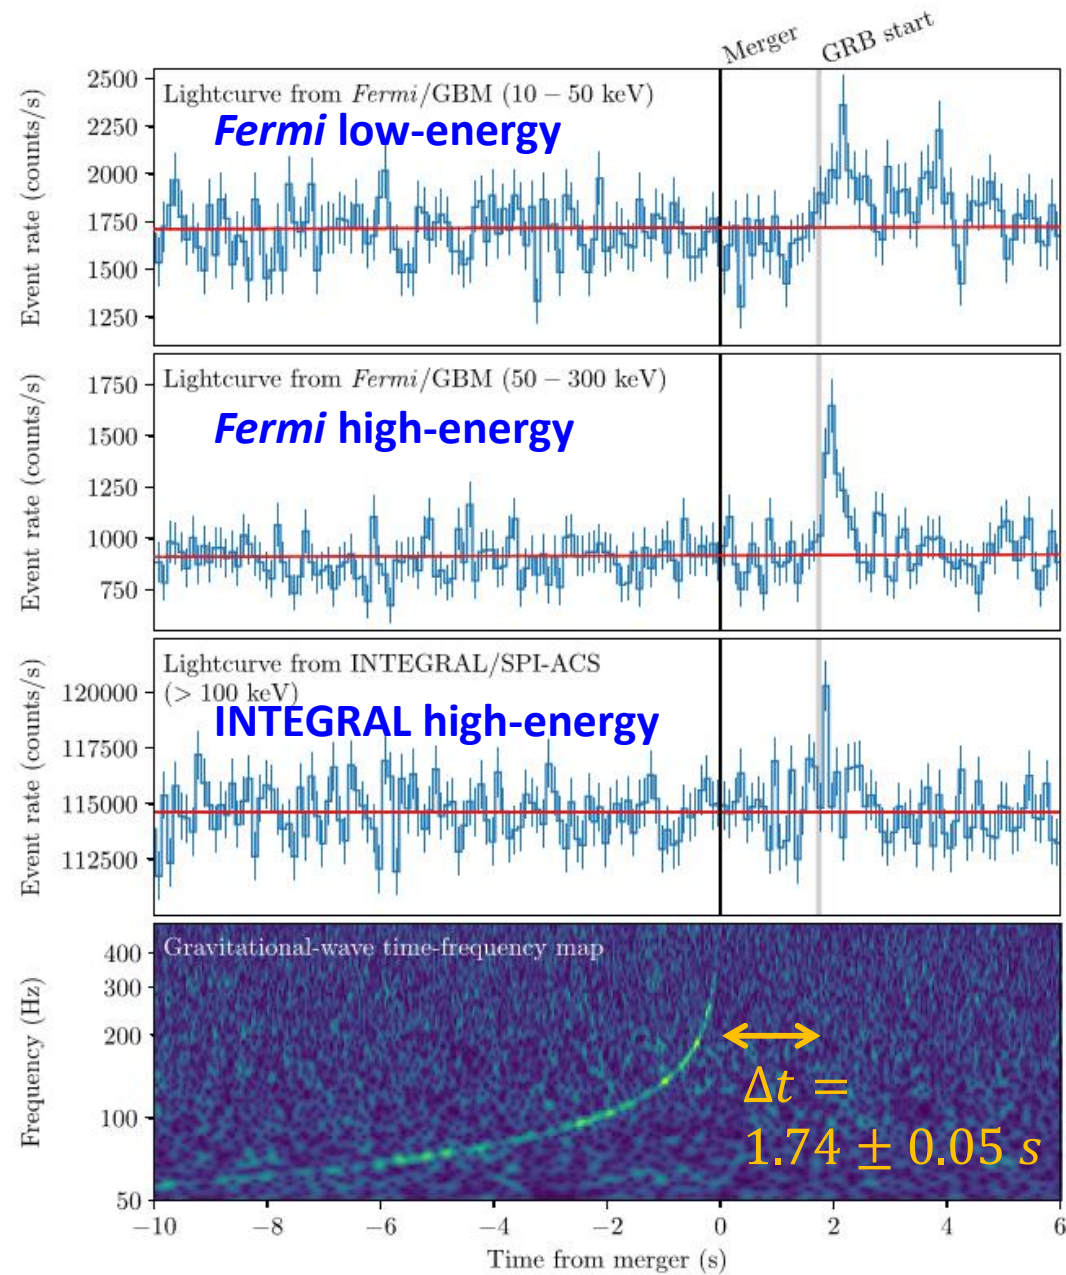 Merger GRB start
Lightcurve from Fermi/GBM (10 – 50 keV)
Fermi low-energy
Event rate (counts/s)
2500
2250
2000
1750
1500
1250
Lightcurve from Fermi/GBM (50 – 300 keV)
Fermi high-energy
Event rate (counts/s)
1750
1500
1250
1000
750
Lightcurve from INTEGRAL/SPI-ACS
(> 100 keV)
INTEGRAL high-energy
Event rate (counts/s)
120000
117500
115000
112500
Gravitational-wave time-frequency map
Frequency (Hz)
400
300
200
100
50
Δt =
1.74 ± 0.05 s
−10 −8 −6 −4 −2 0 2 4 6
Time from merger (s)